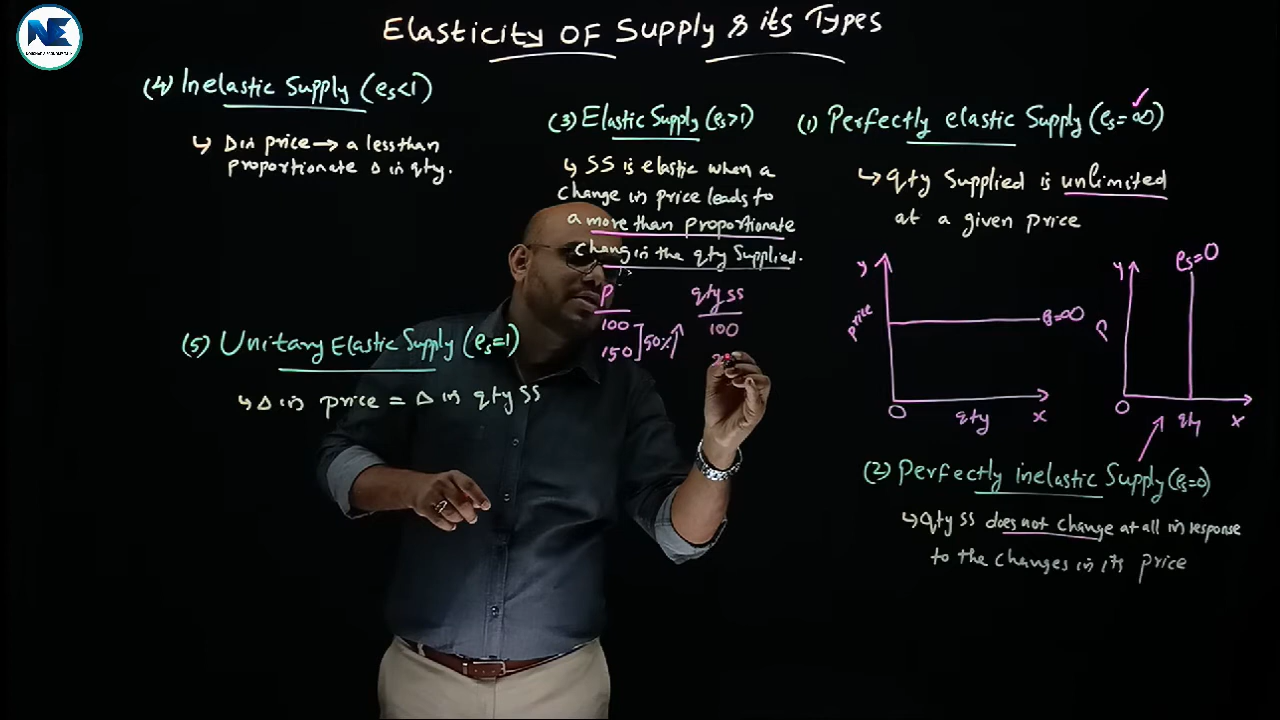 NE
Elasticity OF Supply & its Types
(4) Inelastic Supply (es<1)
↳ Δ in price → a less than
proportionate Δ in qty.
(5) Unitary Elastic Supply (es=1)
↳ Δ in price = Δ in qty SS
(3) Elastic Supply (es>1)
↳ SS is elastic when a
change in price leads to
a more than proportionate
chang in the qty Supplied.
P qty SS
100 100
150 ] 50% ↑
(1) Perfectly elastic Supply (es=∞)
↳ qty Supplied is unlimited
at a given price
y
price
e=∞
O qty x
y
es=0
P
O qty x
(2) Perfectly inelastic Supply (es=0)
↳ qty SS does not change at all in response
to the changes in its price